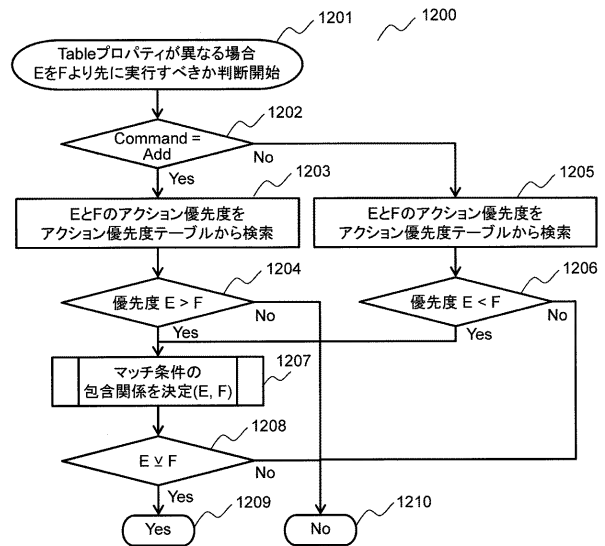 1201
1200
Tableプロパティが異なる場合
EをFより先に実行すべきか判断開始
1202
Command =
Add
No
Yes
1203
1205
EとFのアクション優先度を
アクション優先度テーブルから検索
EとFのアクション優先度を
アクション優先度テーブルから検索
1204
1206
優先度 E > F
No
Yes
優先度 E < F
No
Yes
マッチ条件の
包含関係を決定(E, F)
1207
1208
E ⊻ F
No
Yes
1209
1210
Yes
No